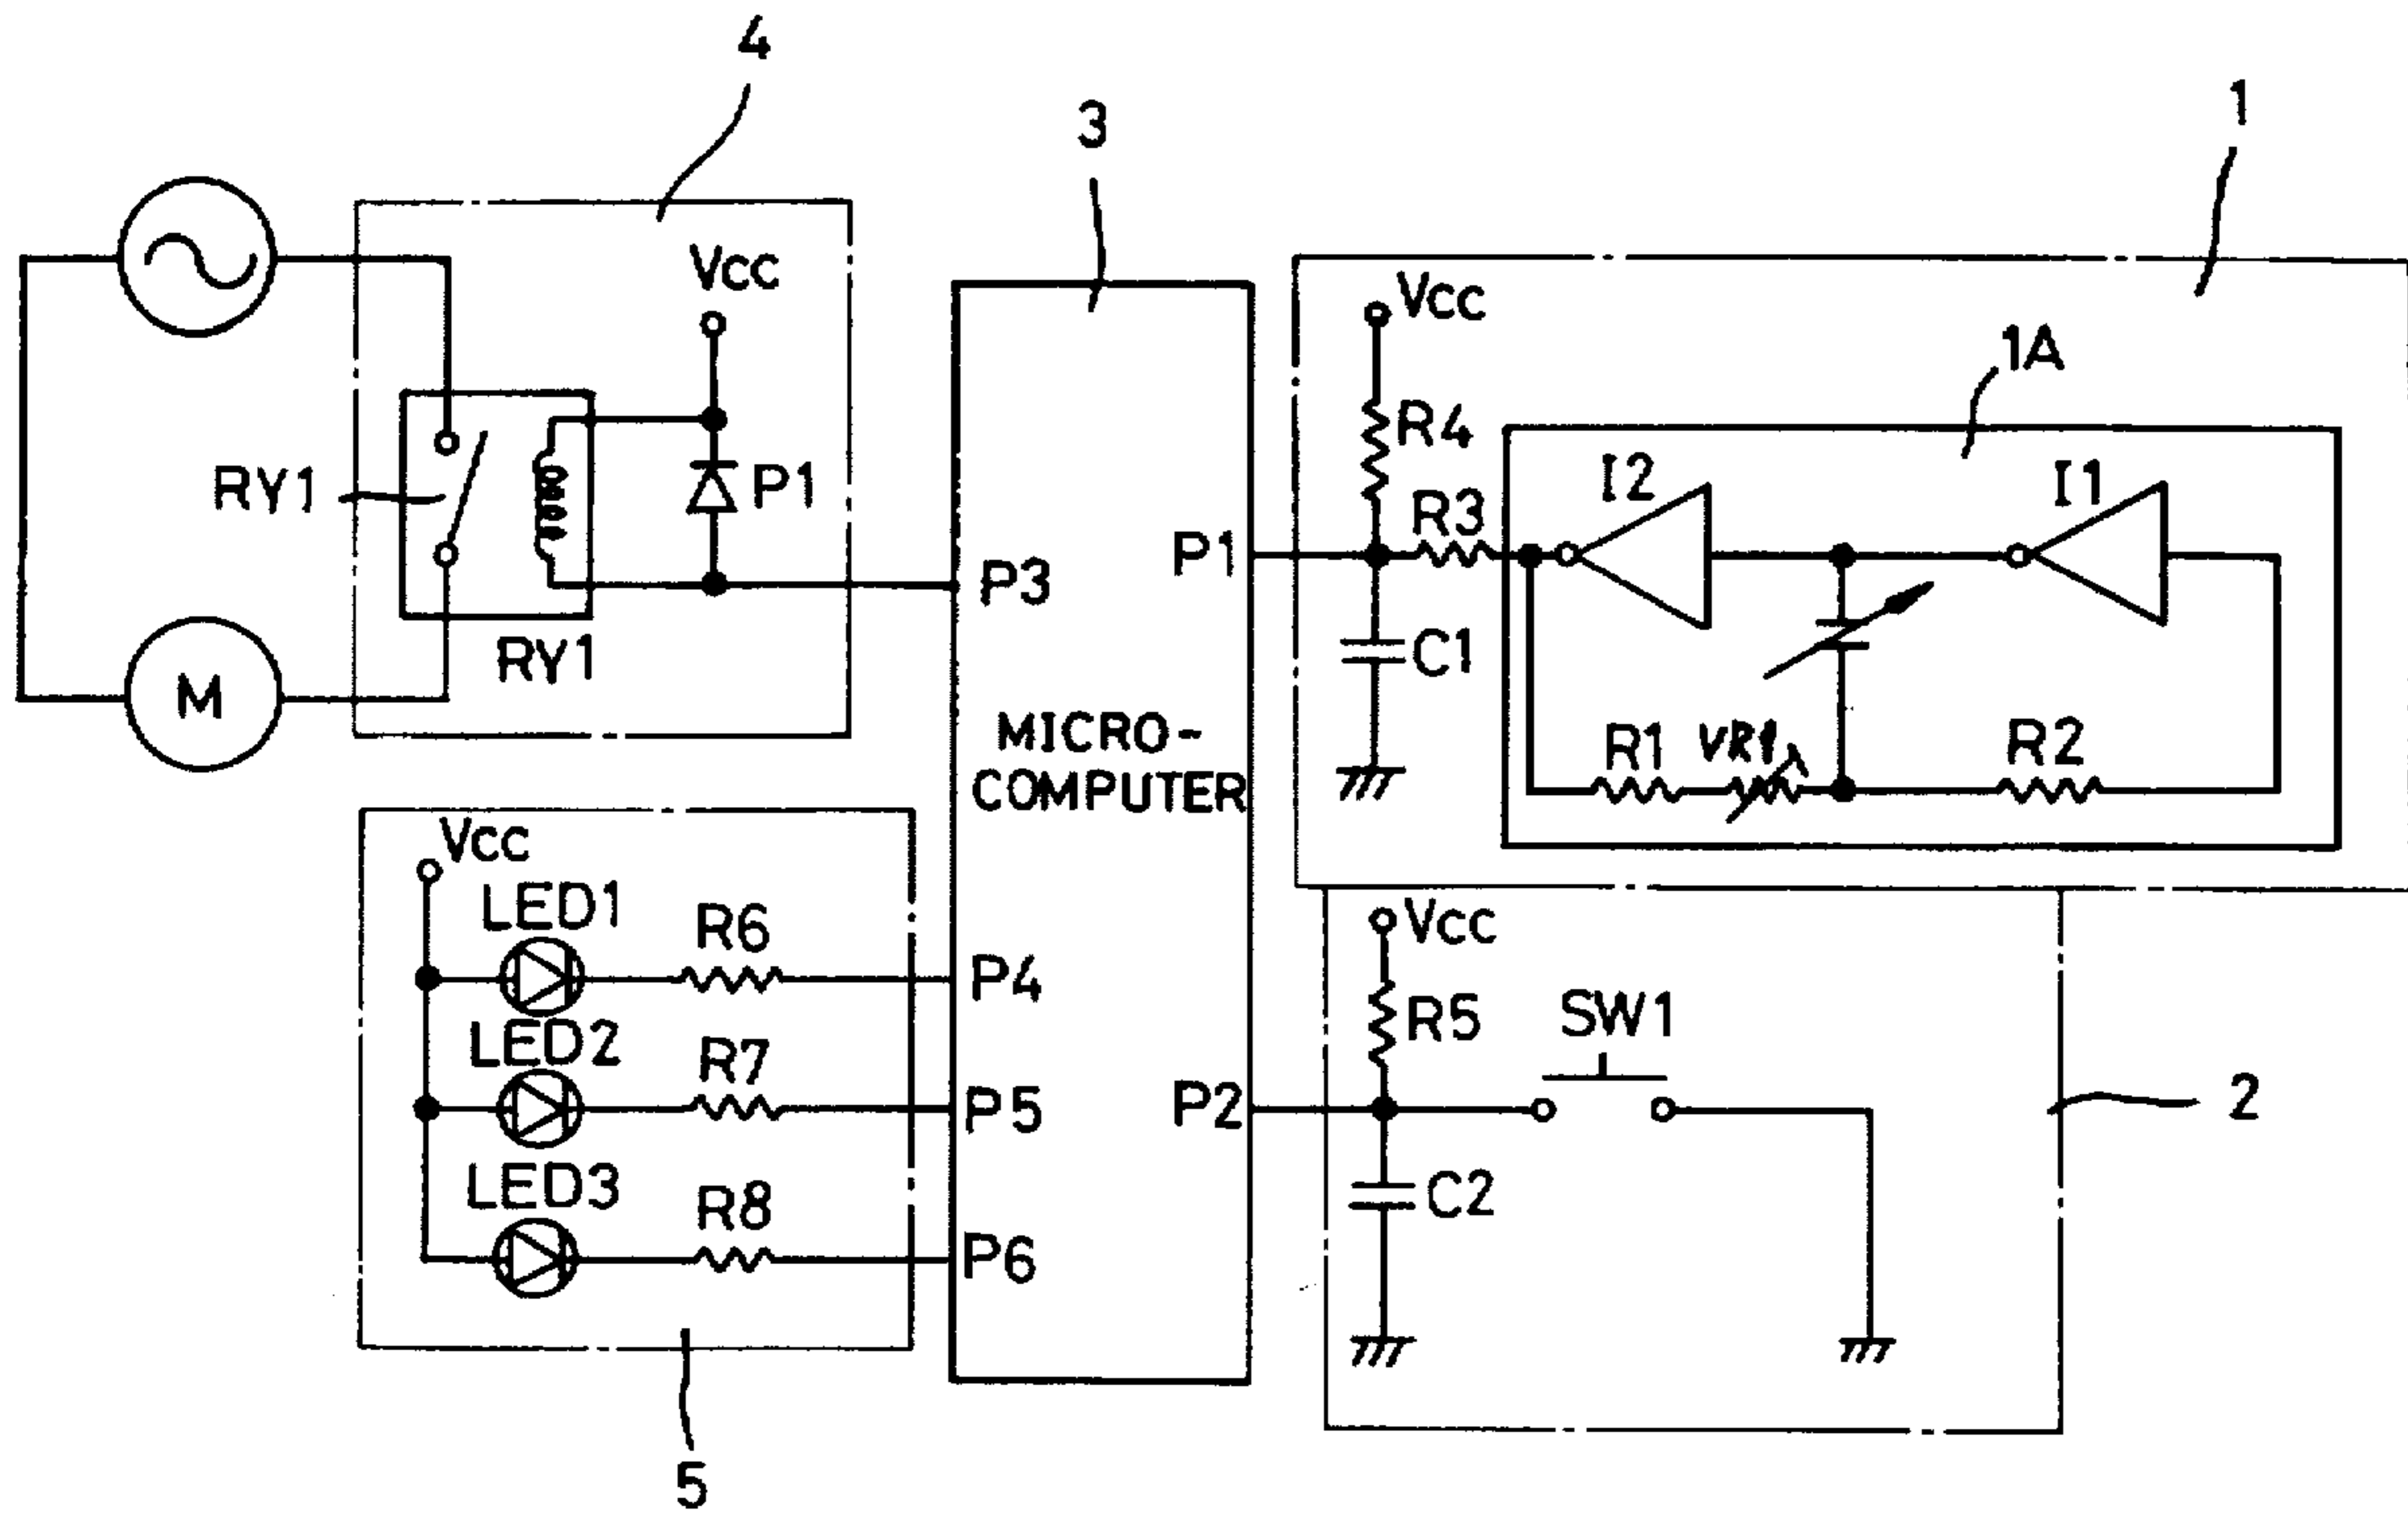 4
3
1
Vcc
Vcc
1A
R4
I2
I1
RY1
P1
R3
P1
P3
RY1
C1
M
MICRO-
COMPUTER
R1
VR1
R2
Vcc
LED1
R6
Vcc
P4
R5
SW1
LED2
R7
P5
P2
2
LED3
R8
C2
P6
5